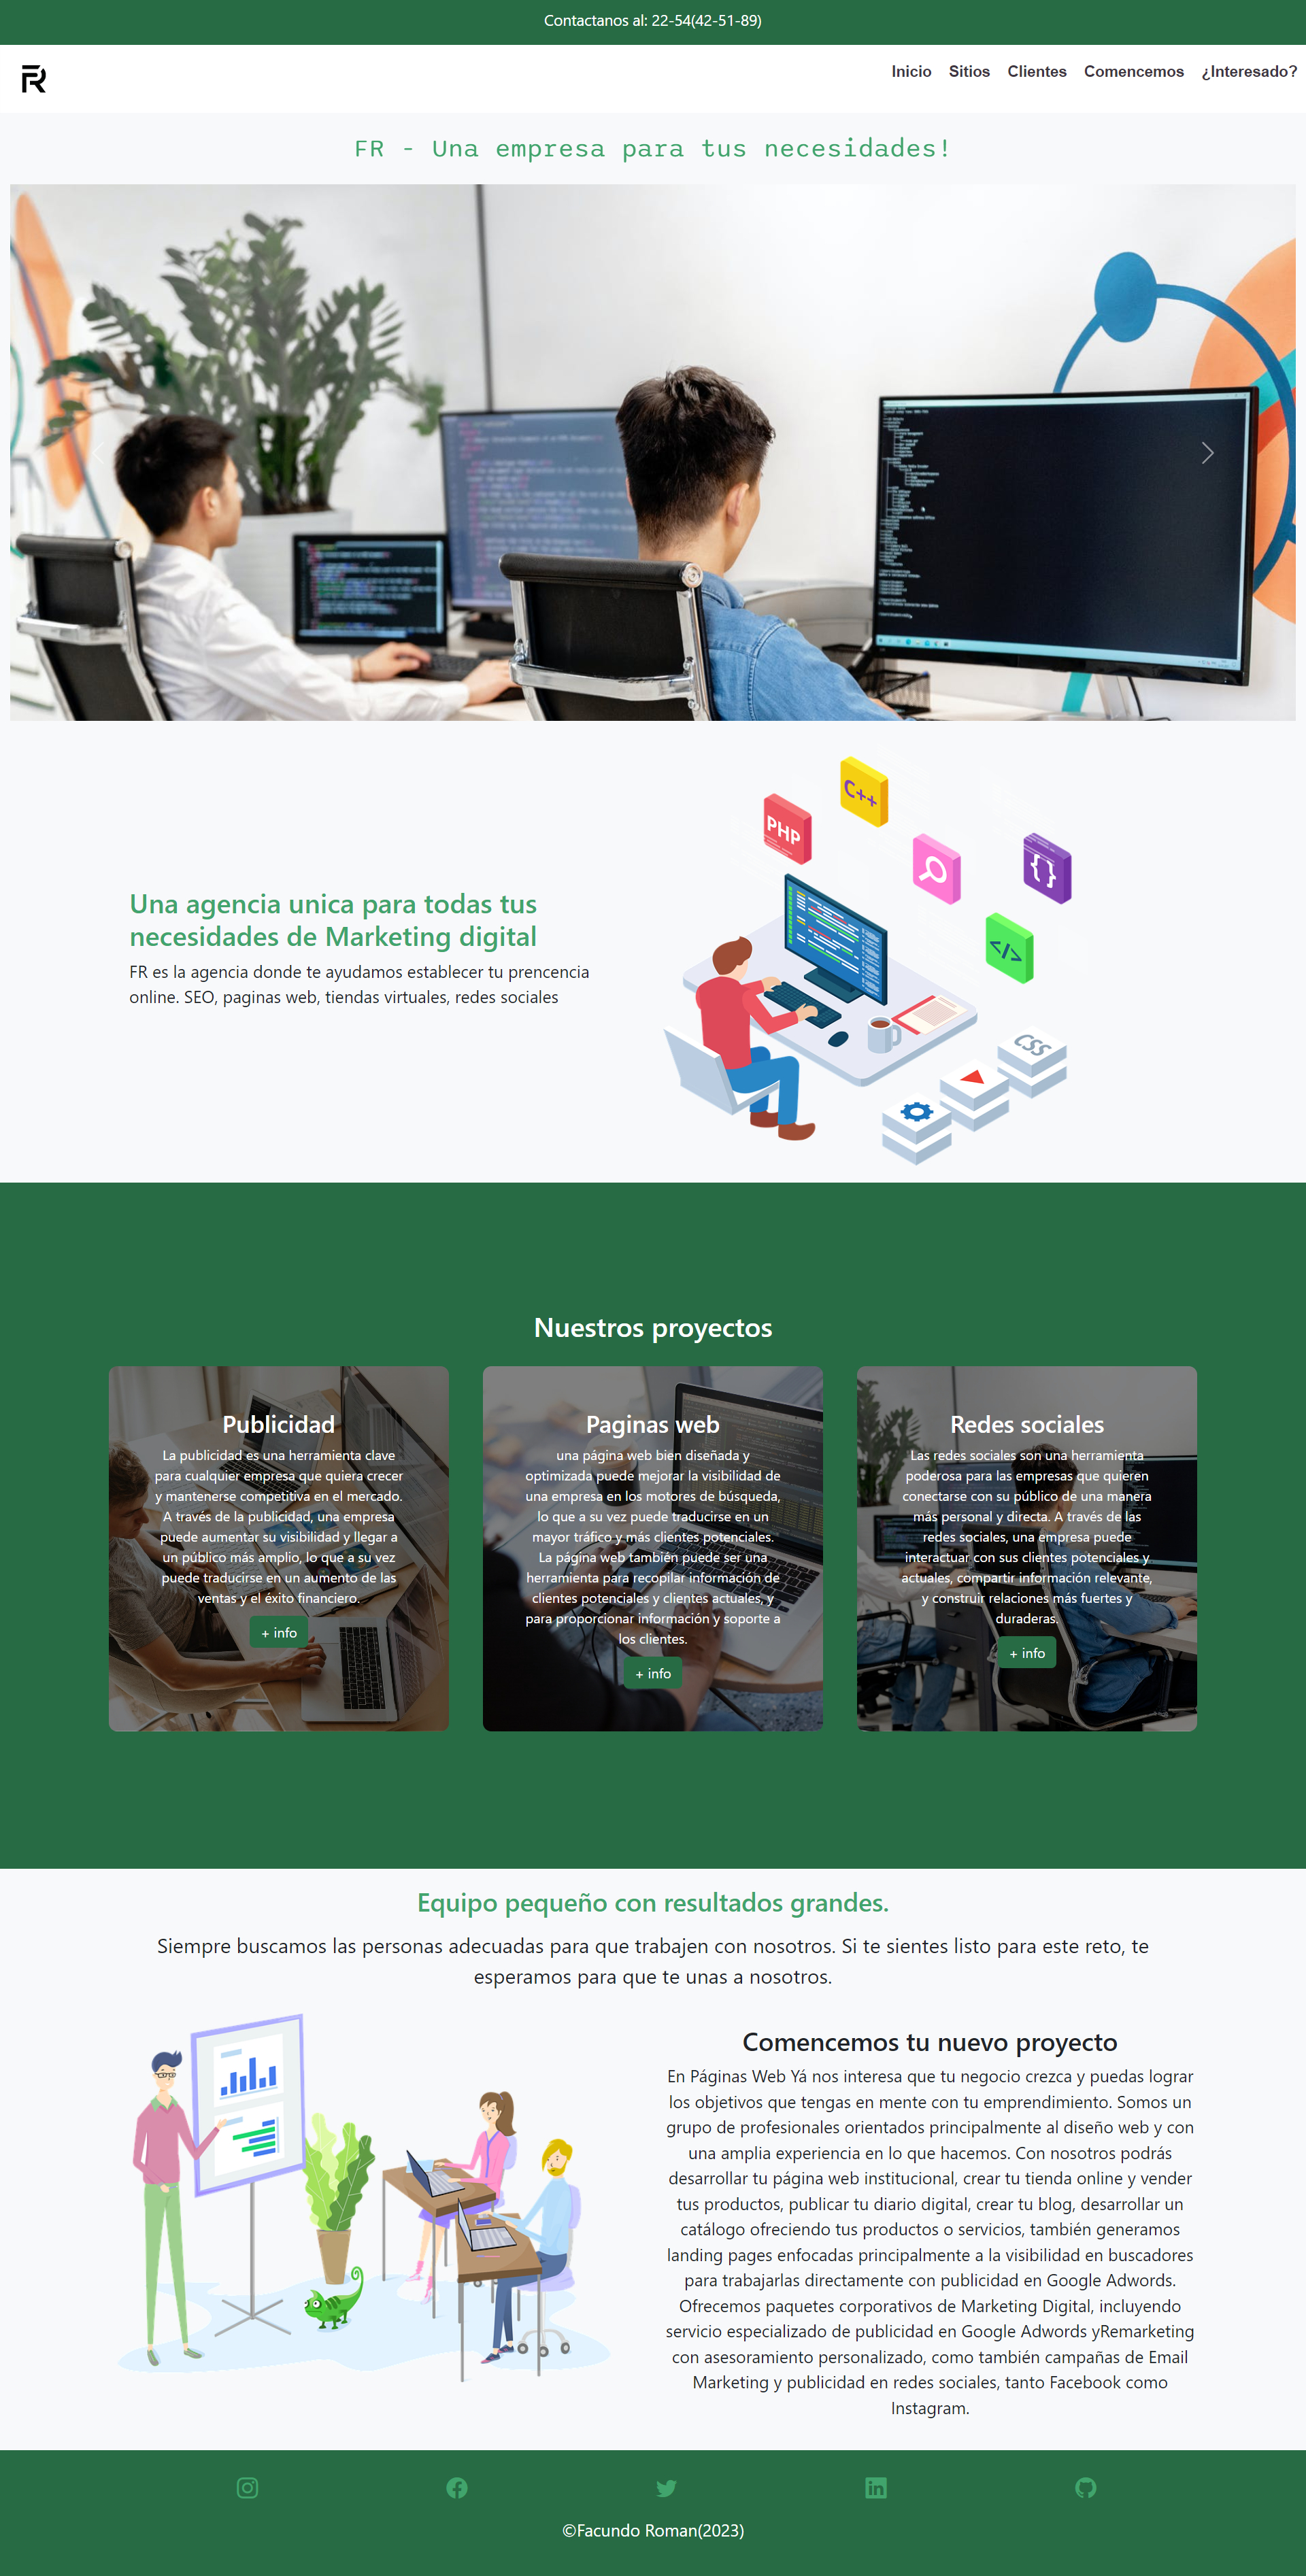 Contactanos al: 22-54(42-51-89)
FR
Inicio Sitios Clientes Comencemos ¿Interesado?
FR - Una empresa para tus necesidades!
PHP
C++
{}
</>
CSS
Una agencia unica para todas tus
necesidades de Marketing digital
FR es la agencia donde te ayudamos establecer tu prencencia
online. SEO, paginas web, tiendas virtuales, redes sociales
Nuestros proyectos
Publicidad
La publicidad es una herramienta clave
para cualquier empresa que quiera crecer
y mantenerse competitiva en el mercado.
A través de la publicidad, una empresa
puede aumentar su visibilidad y llegar a
un público más amplio, lo que a su vez
puede traducirse en un aumento de las
ventas y el éxito financiero.
+ info
Paginas web
una página web bien diseñada y
optimizada puede mejorar la visibilidad de
una empresa en los motores de búsqueda,
lo que a su vez puede traducirse en un
mayor tráfico y más clientes potenciales.
La página web también puede ser una
herramienta para recopilar información de
clientes potenciales y clientes actuales, y
para proporcionar información y soporte a
los clientes.
+ info
Redes sociales
Las redes sociales son una herramienta
poderosa para las empresas que quieren
conectarse con su público de una manera
más personal y directa. A través de las
redes sociales, una empresa puede
interactuar con sus clientes potenciales y
actuales, compartir información relevante,
y construir relaciones más fuertes y
duraderas.
+ info
Equipo pequeño con resultados grandes.
Siempre buscamos las personas adecuadas para que trabajen con nosotros. Si te sientes listo para este reto, te
esperamos para que te unas a nosotros.
Comencemos tu nuevo proyecto
En Páginas Web Yá nos interesa que tu negocio crezca y puedas lograr
los objetivos que tengas en mente con tu emprendimiento. Somos un
grupo de profesionales orientados principalmente al diseño web y con
una amplia experiencia en lo que hacemos. Con nosotros podrás
desarrollar tu página web institucional, crear tu tienda online y vender
tus productos, publicar tu diario digital, crear tu blog, desarrollar un
catálogo ofreciendo tus productos o servicios, también generamos
landing pages enfocadas principalmente a la visibilidad en buscadores
para trabajarlas directamente con publicidad en Google Adwords.
Ofrecemos paquetes corporativos de Marketing Digital, incluyendo
servicio especializado de publicidad en Google Adwords yRemarketing
con asesoramiento personalizado, como también campañas de Email
Marketing y publicidad en redes sociales, tanto Facebook como
Instagram.
©Facundo Roman(2023)